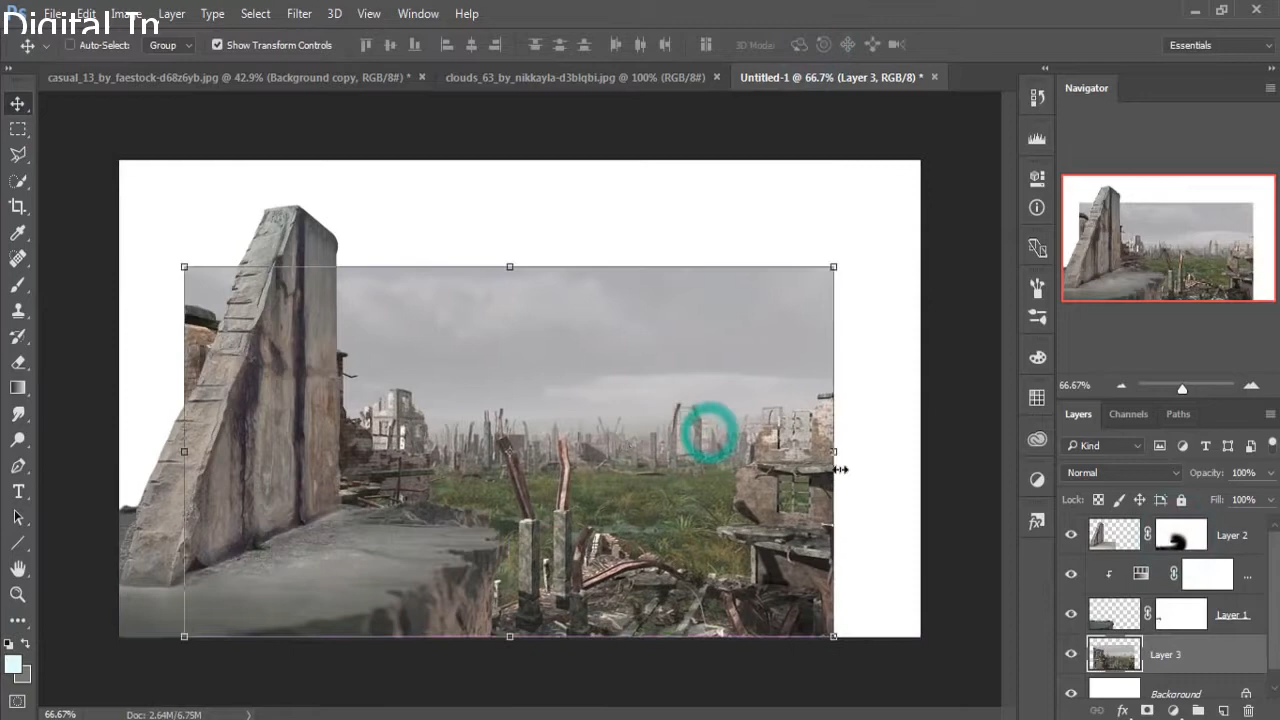 Digital Tm
File Edit Image Layer Type Select Filter 3D View Window Help
Auto-Select: Group Show Transform Controls 3D Mode: Essentials
casual_13_by_faestock-d68z6yb.jpg @ 42.9% (Background copy, RGB/8#) * × clouds_63_by_nikkayla-d3blqbi.jpg @ 100% (RGB/8#) × Untitled-1 @ 66.7% (Layer 3, RGB/8) * ×
Navigator
66.67%
Layers Channels Paths
Kind
Normal Opacity: 100%
Lock: Fill: 100%
Layer 2
...
Layer 1
Layer 3
Background
66.67% Doc: 2.64M/6.75M